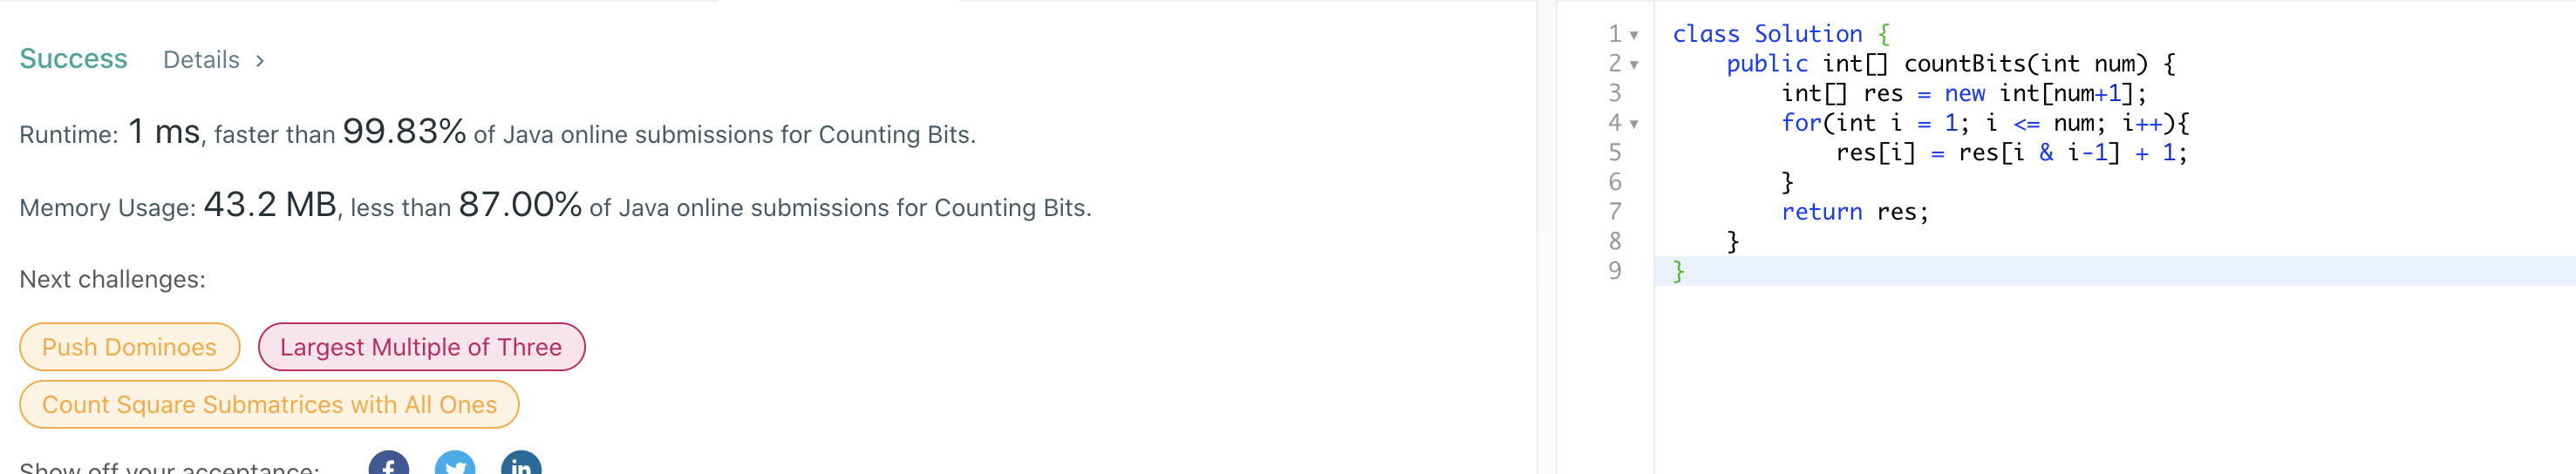 Success Details >
Runtime: 1 ms, faster than 99.83% of Java online submissions for Counting Bits.
Memory Usage: 43.2 MB, less than 87.00% of Java online submissions for Counting Bits.
Next challenges:
Push Dominoes Largest Multiple of Three
Count Square Submatrices with All Ones
Show off your acceptance:
1 class Solution {
2     public int[] countBits(int num) {
3         int[] res = new int[num+1];
4         for(int i = 1; i <= num; i++){
5             res[i] = res[i & i-1] + 1;
6         }
7         return res;
8     }
9 }